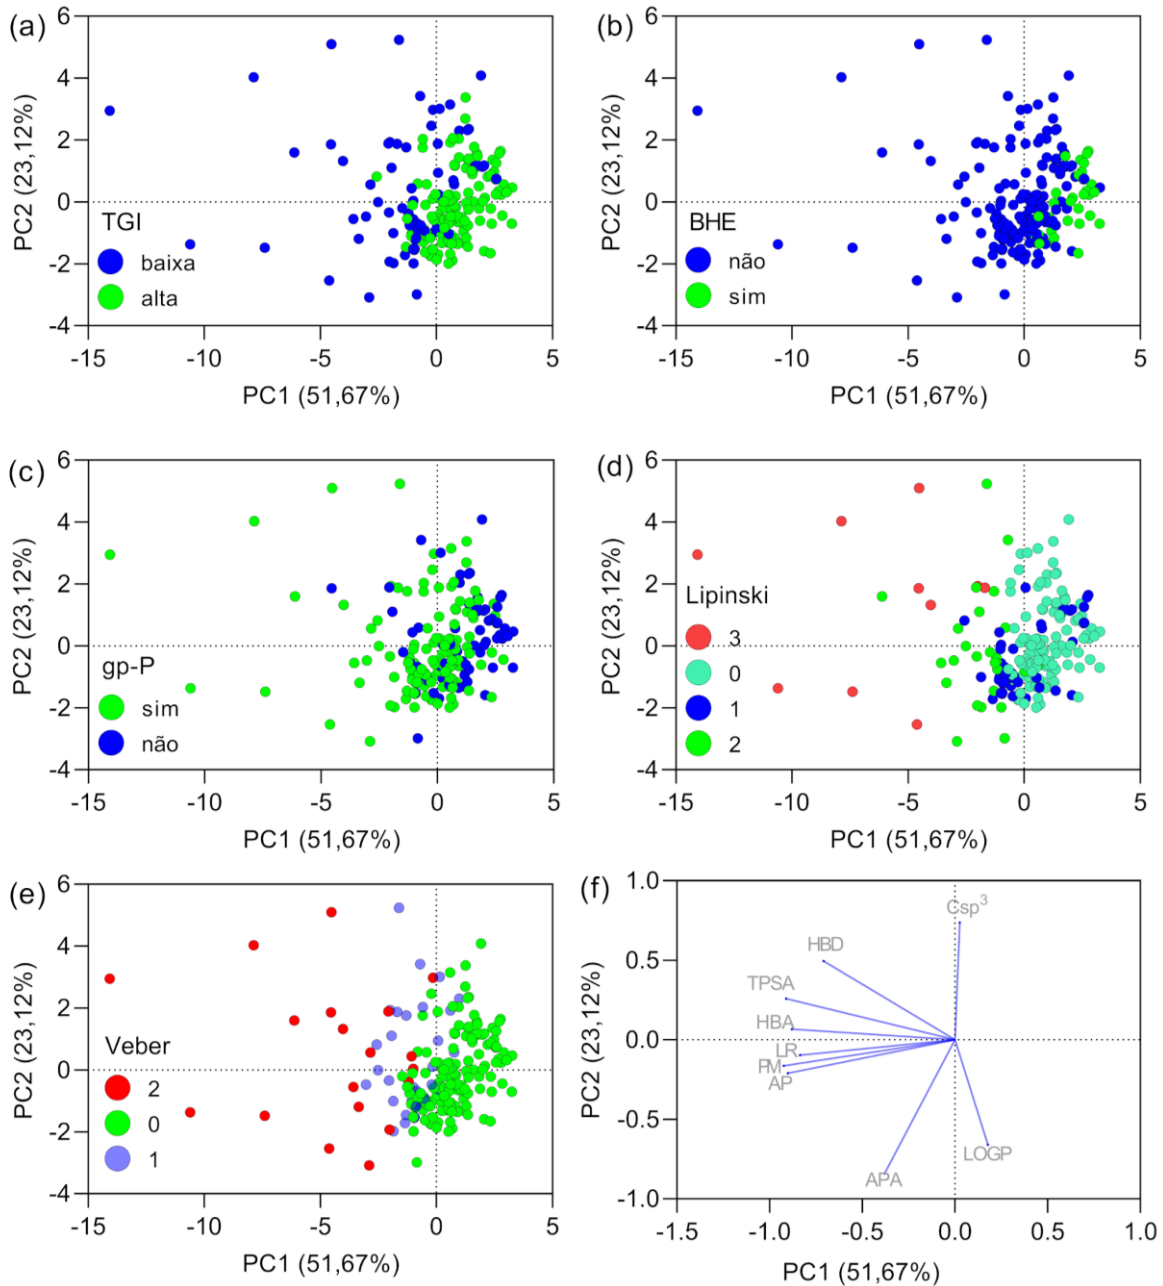 (a)
6
4
2
0
-2
-4
PC2 (23,12%)
TGI
baixa
alta
-15 -10 -5 0 5
PC1 (51,67%)
(b)
6
4
2
0
-2
-4
PC2 (23,12%)
BHE
não
sim
-15 -10 -5 0 5
PC1 (51,67%)
(c)
6
4
2
0
-2
-4
PC2 (23,12%)
gp-P
sim
não
-15 -10 -5 0 5
PC1 (51,67%)
(d)
6
4
2
0
-2
-4
PC2 (23,12%)
Lipinski
3
0
1
2
-15 -10 -5 0 5
PC1 (51,67%)
(e)
6
4
2
0
-2
-4
PC2 (23,12%)
Veber
2
0
1
-15 -10 -5 0 5
PC1 (51,67%)
(f)
1.0
0.5
0.0
-0.5
-1.0
PC2 (23,12%)
Csp³
HBD
TPSA
HBA
LR
PM
AP
LOGP
APA
-1.5 -1.0 -0.5 0.0 0.5 1.0
PC1 (51,67%)